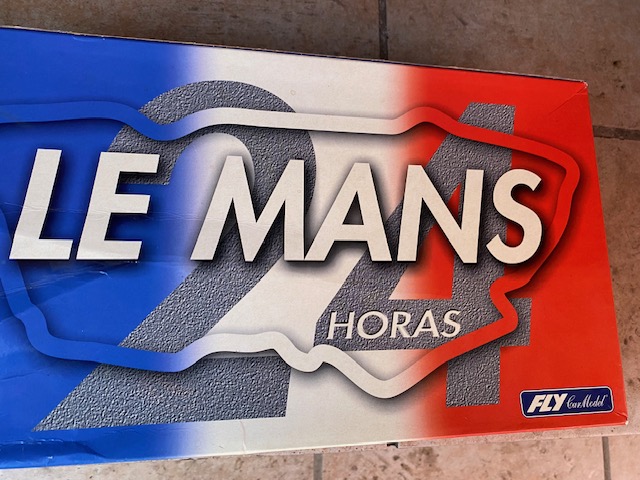 24
LE MANS
HORAS
FLY Car Model